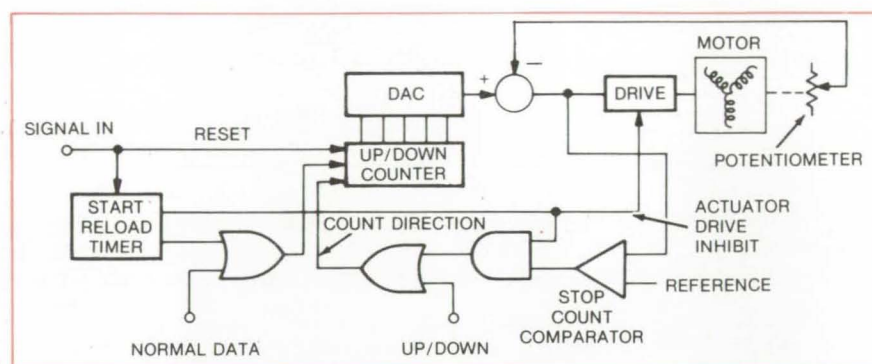 MOTOR
+
−
DAC
DRIVE
SIGNAL IN
RESET
UP/DOWN
COUNTER
POTENTIOMETER
START
RELOAD
TIMER
COUNT DIRECTION
ACTUATOR
DRIVE
INHIBIT
REFERENCE
STOP
COUNT
COMPARATOR
NORMAL DATA
UP/DOWN